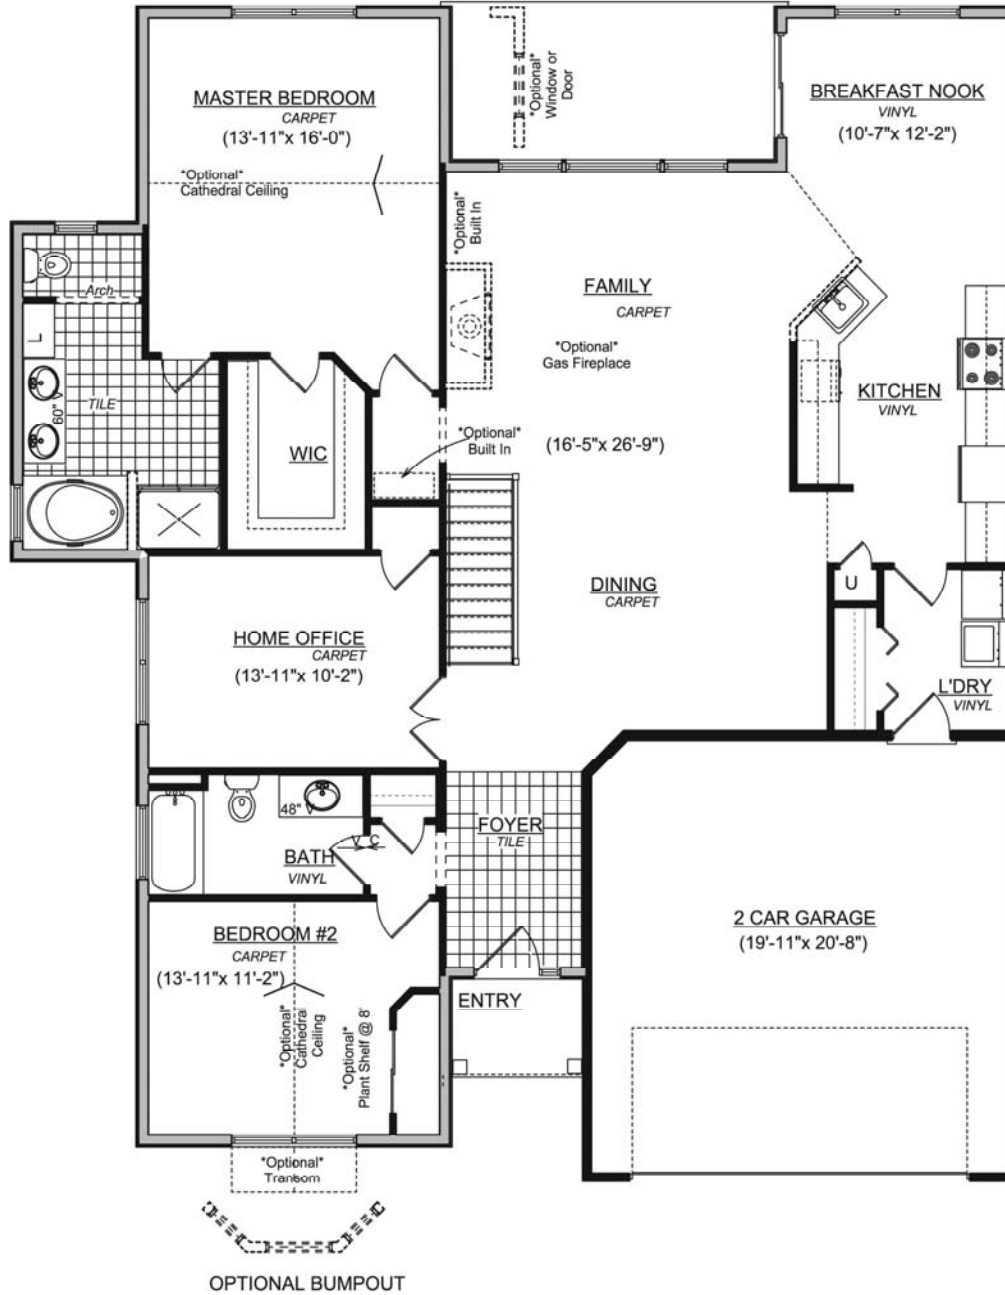 MASTER BEDROOM
CARPET
(13'-11"x 16'-0")
*Optional*
Cathedral Ceiling
*Optional*
Window or
Door
BREAKFAST NOOK
VINYL
(10'-7"x 12'-2")
*Optional*
Built In
FAMILY
CARPET
*Optional*
Gas Fireplace
(16'-5"x 26'-9")
Arch
L
60" V
TILE
WIC
*Optional*
Built In
KITCHEN
VINYL
DINING
CARPET
U
HOME OFFICE
CARPET
(13'-11"x 10'-2")
L'DRY
VINYL
48" V
V C
BATH
VINYL
FOYER
TILE
2 CAR GARAGE
(19'-11"x 20'-8")
BEDROOM #2
CARPET
(13'-11"x 11'-2")
*Optional*
Cathedral
Ceiling
*Optional*
Plant Shelf @ 8'
ENTRY
*Optional*
Transom
OPTIONAL BUMPOUT